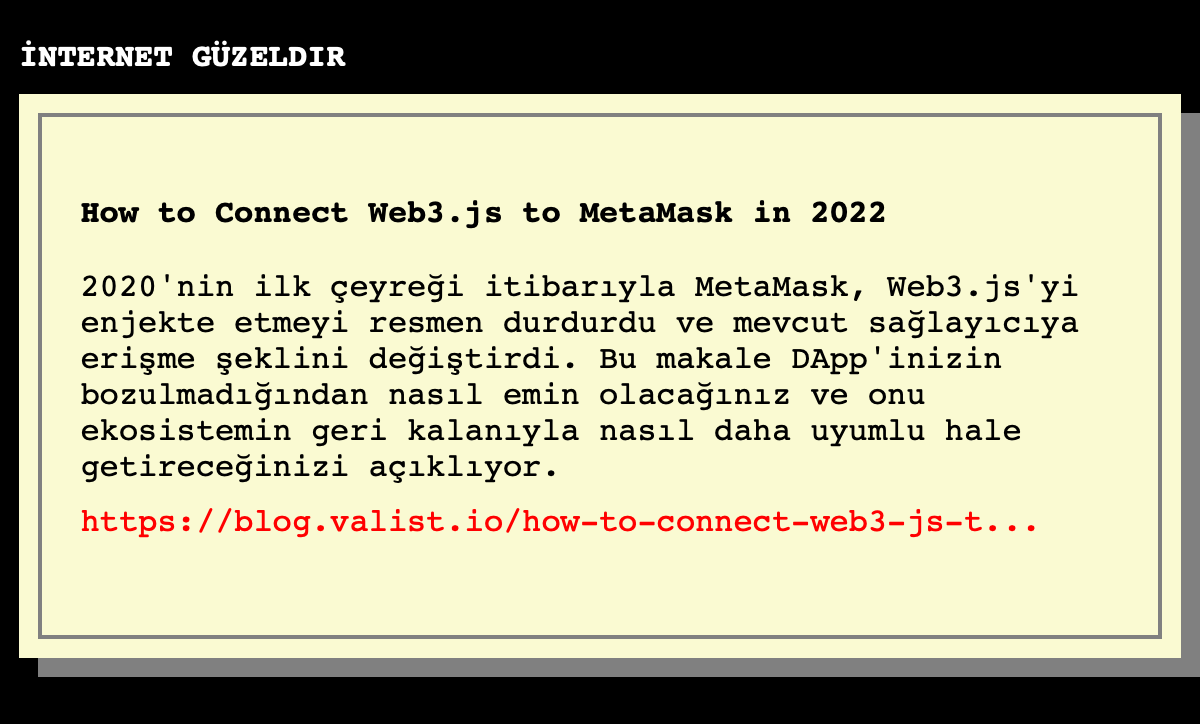 İNTERNET GÜZELDIR
How to Connect Web3.js to MetaMask in 2022
2020'nin ilk çeyreği itibarıyla MetaMask, Web3.js'yi
enjekte etmeyi resmen durdurdu ve mevcut sağlayıcıya
erişme şeklini değiştirdi. Bu makale DApp'inizin
bozulmadığından nasıl emin olacağınız ve onu
ekosistemin geri kalanıyla nasıl daha uyumlu hale
getireceğinizi açıklıyor.
https://blog.valist.io/how-to-connect-web3-js-t...